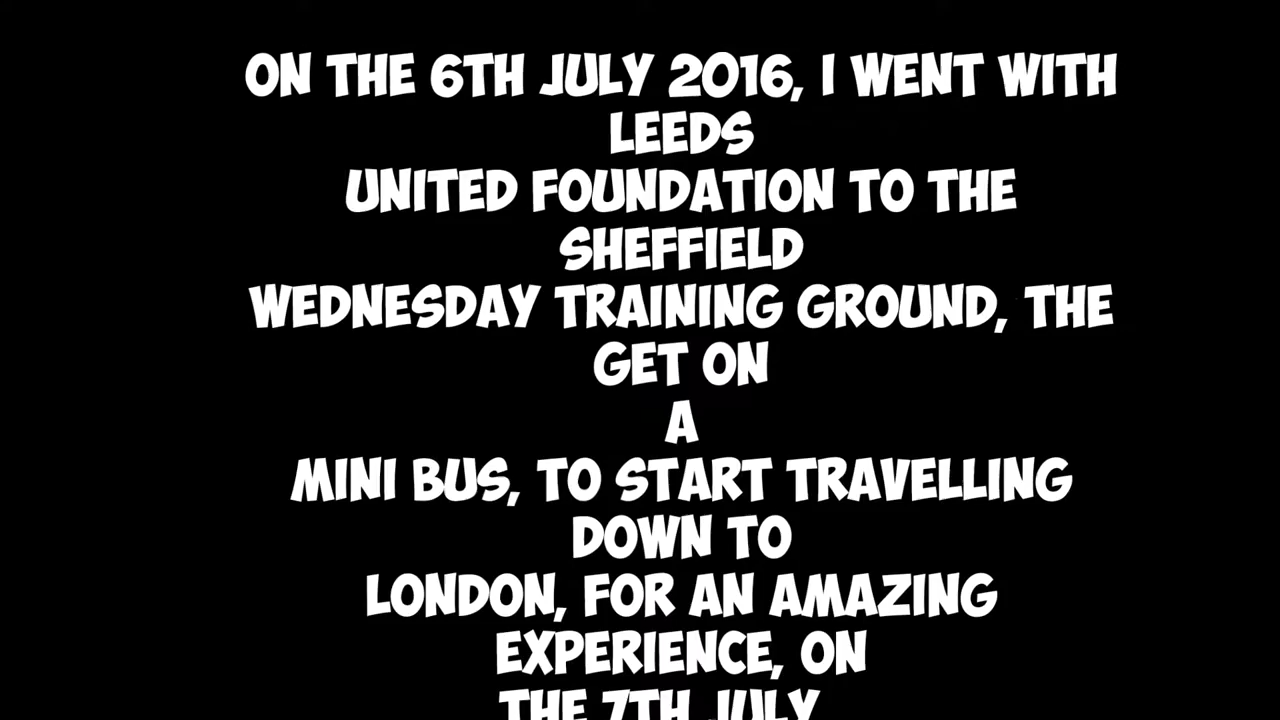 ON THE 6TH JULY 2016, I WENT WITH
LEEDS
UNITED FOUNDATION TO THE
SHEFFIELD
WEDNESDAY TRAINING GROUND, THE
GET ON
A
MINI BUS, TO START TRAVELLING
DOWN TO
LONDON, FOR AN AMAZING
EXPERIENCE, ON
THE 7TH JULY